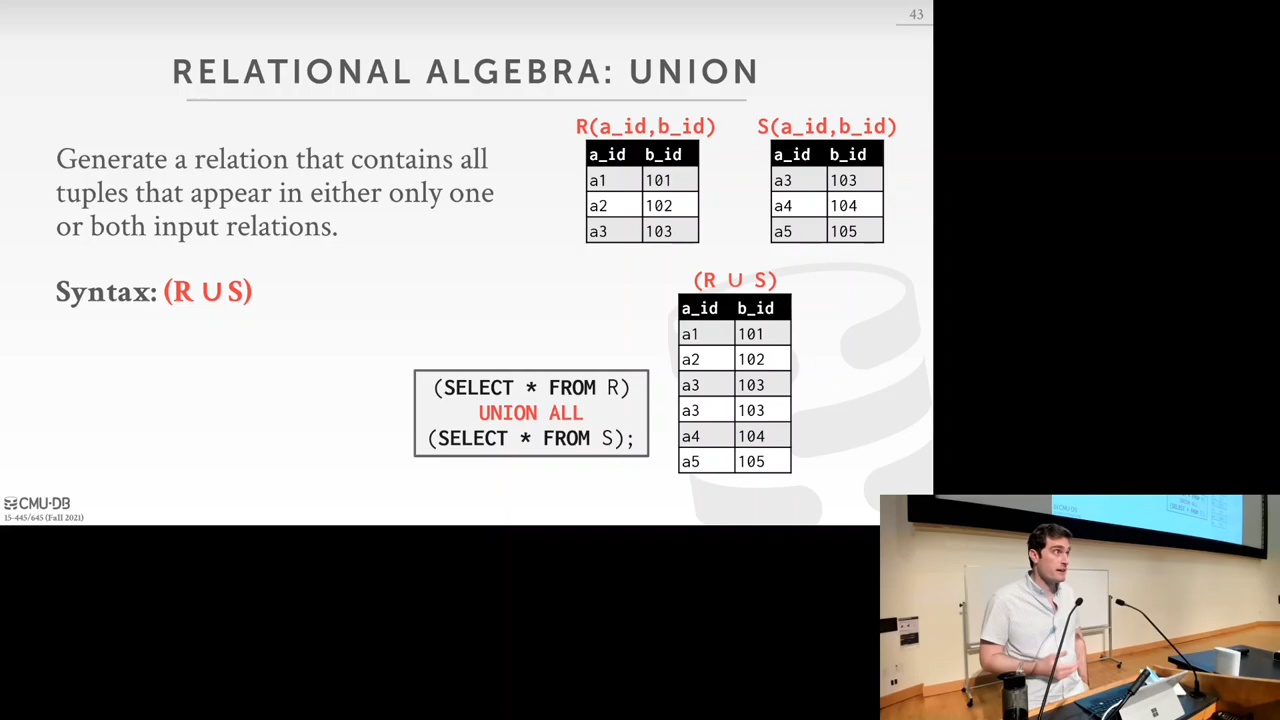 43
RELATIONAL ALGEBRA: UNION
Generate a relation that contains all
tuples that appear in either only one
or both input relations.
Syntax: (R ∪ S)
R(a_id,b_id)
a_id b_id
a1 101
a2 102
a3 103
S(a_id,b_id)
a_id b_id
a3 103
a4 104
a5 105
(R ∪ S)
a_id b_id
a1 101
a2 102
a3 103
a3 103
a4 104
a5 105
(SELECT * FROM R)
UNION ALL
(SELECT * FROM S);
CMU·DB
15-445/645 (Fall 2021)